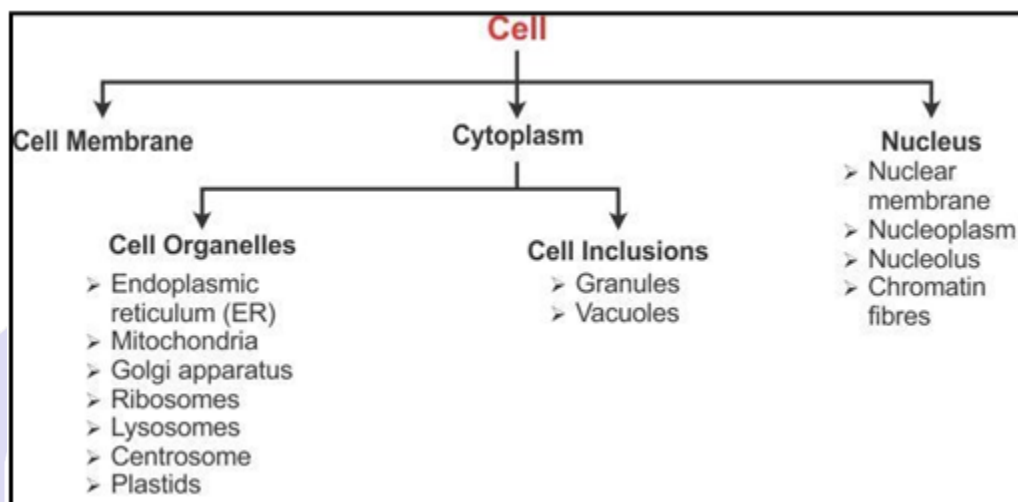 Cell
Cell Membrane
Cytoplasm
Nucleus
➢ Nuclear
membrane
➢ Nucleoplasm
➢ Nucleolus
➢ Chromatin
fibres
Cell Organelles
➢ Endoplasmic
reticulum (ER)
➢ Mitochondria
➢ Golgi apparatus
➢ Ribosomes
➢ Lysosomes
➢ Centrosome
➢ Plastids
Cell Inclusions
➢ Granules
➢ Vacuoles